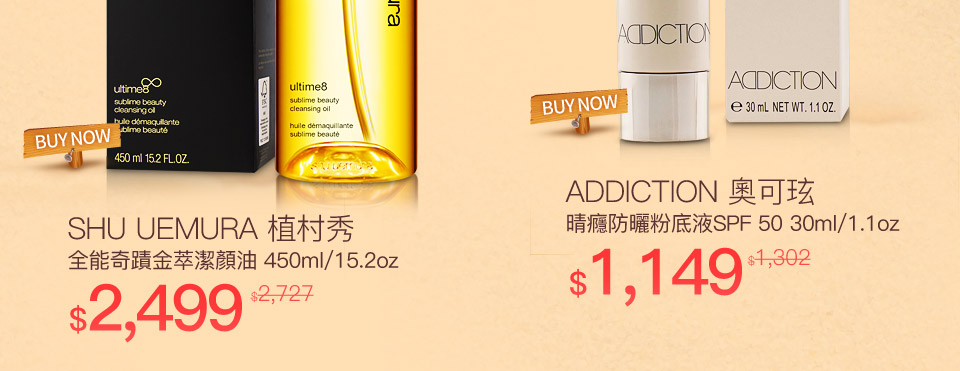 ultime8
sublime beauty
cleansing oil
huile démaquillante
sublime beauté
450 ml 15.2 FL.OZ.
BUY NOW
ura
ultime8
sublime beauty
cleansing oil
huile démaquillante
sublime beauté
SHU UEMURA 植村秀
全能奇蹟金萃潔顏油 450ml/15.2oz
$2,499 $2,727
ADDICTION
ADDICTION
℮ 30 mL NET WT. 1.1 OZ.
BUY NOW
ADDICTION 奧可玹
晴癮防曬粉底液SPF 50 30ml/1.1oz
$1,149 $1,302